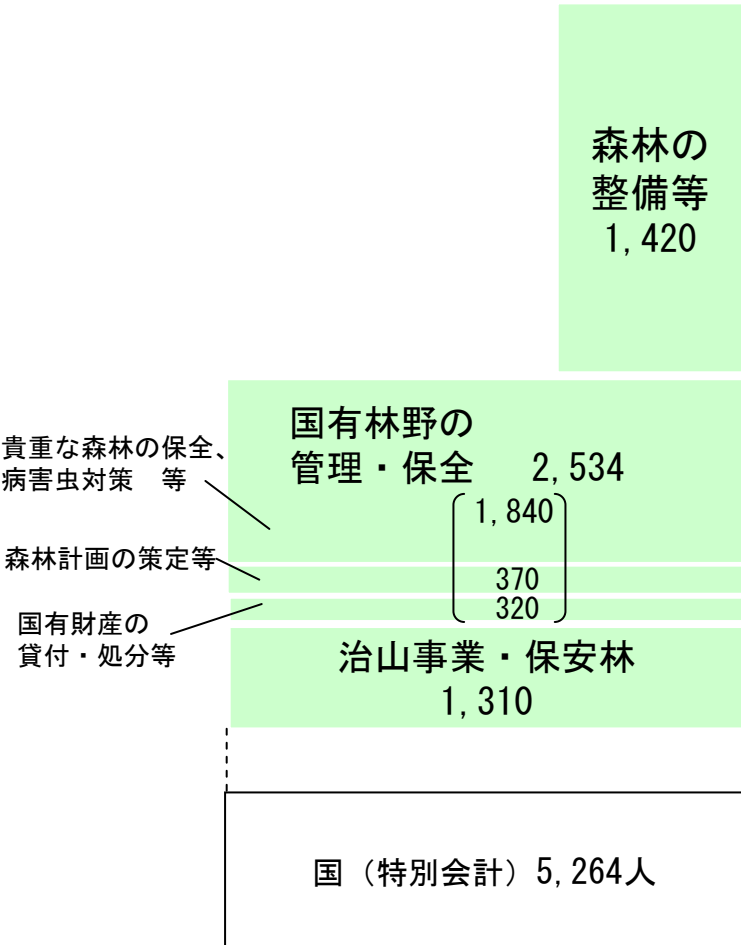 森林の
整備等
1,420
国有林野の
管理・保全　2,534
貴重な森林の保全、
病害虫対策　等
1,840
森林計画の策定等
370
320
国有財産の
貸付・処分等
治山事業・保安林
1,310
国（特別会計）5,264人